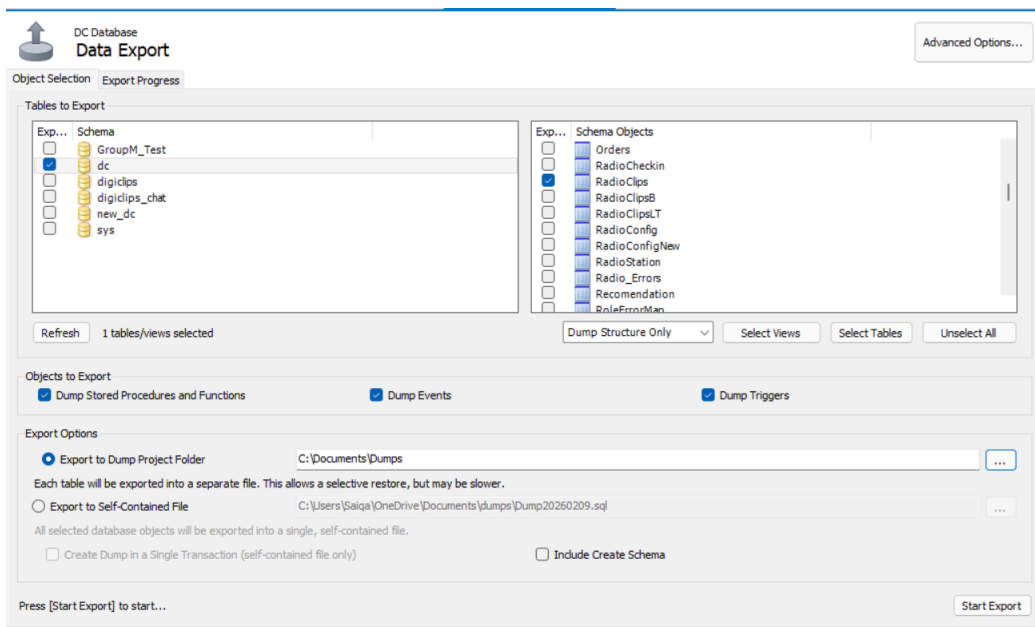 DC Database
Data Export
Advanced Options...
Object Selection Export Progress
Tables to Export
Exp... Schema
GroupM_Test
dc
digiclips
digiclips_chat
new_dc
sys
Exp... Schema Objects
Orders
RadioCheckin
RadioClips
RadioClipsB
RadioClipsLT
RadioConfig
RadioConfigNew
RadioStation
Radio_Errors
Recomendation
RoleErrorMap
Refresh 1 tables/views selected Dump Structure Only Select Views Select Tables Unselect All
Objects to Export
Dump Stored Procedures and Functions Dump Events Dump Triggers
Export Options
Export to Dump Project Folder C:\Documents\Dumps ...
Each table will be exported into a separate file. This allows a selective restore, but may be slower.
Export to Self-Contained File C:\Users\Saiqa\OneDrive\Documents\dumps\Dump20260209.sql ...
All selected database objects will be exported into a single, self-contained file.
Create Dump in a Single Transaction (self-contained file only) Include Create Schema
Press [Start Export] to start... Start Export